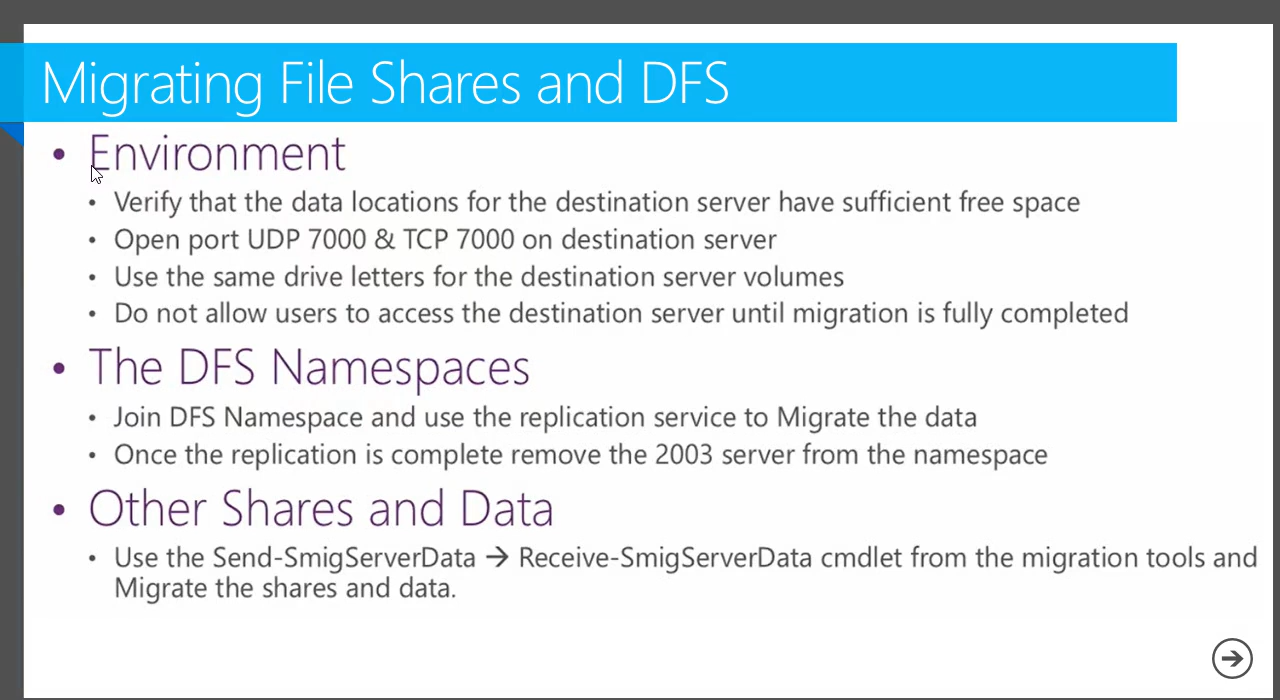 Migrating File Shares and DFS
• Environment
• Verify that the data locations for the destination server have sufficient free space
• Open port UDP 7000 & TCP 7000 on destination server
• Use the same drive letters for the destination server volumes
• Do not allow users to access the destination server until migration is fully completed
• The DFS Namespaces
• Join DFS Namespace and use the replication service to Migrate the data
• Once the replication is complete remove the 2003 server from the namespace
• Other Shares and Data
• Use the Send-SmigServerData → Receive-SmigServerData cmdlet from the migration tools and
Migrate the shares and data.